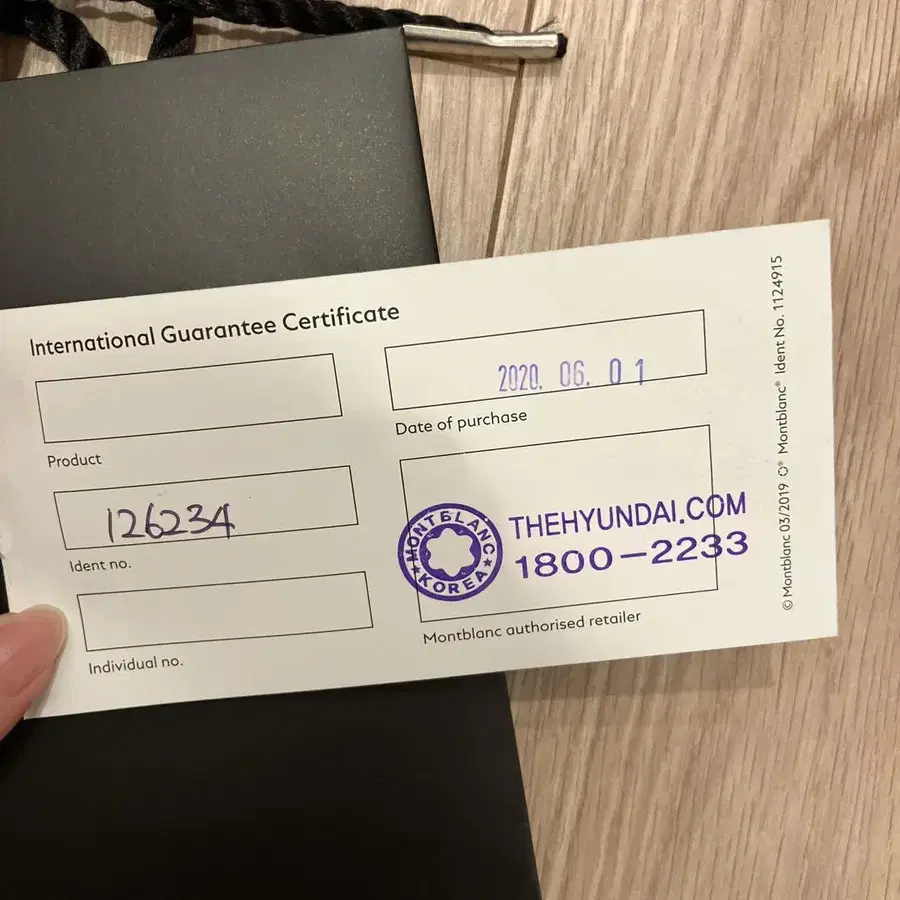 International Guarantee Certificate
Product
126234
Ident no.
Individual no.
2020. 06. 01
Date of purchase
MONTBLANC
KOREA
THEHYUNDAI.COM
1800-2233
Montblanc authorised retailer
© Montblanc 03/2019 Montblanc® Ident No. 1124915